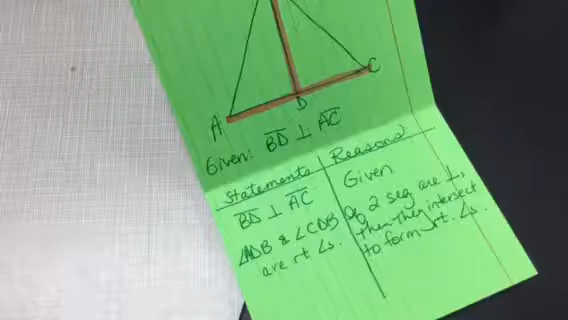 A
D
C
Given: BD ⊥ AC
Statements
Reasons
BD ⊥ AC
Given
∠ADB & ∠CDB
are rt ∠s.
If 2 seg are ⊥,
then they intersect
to form rt. ∠s.